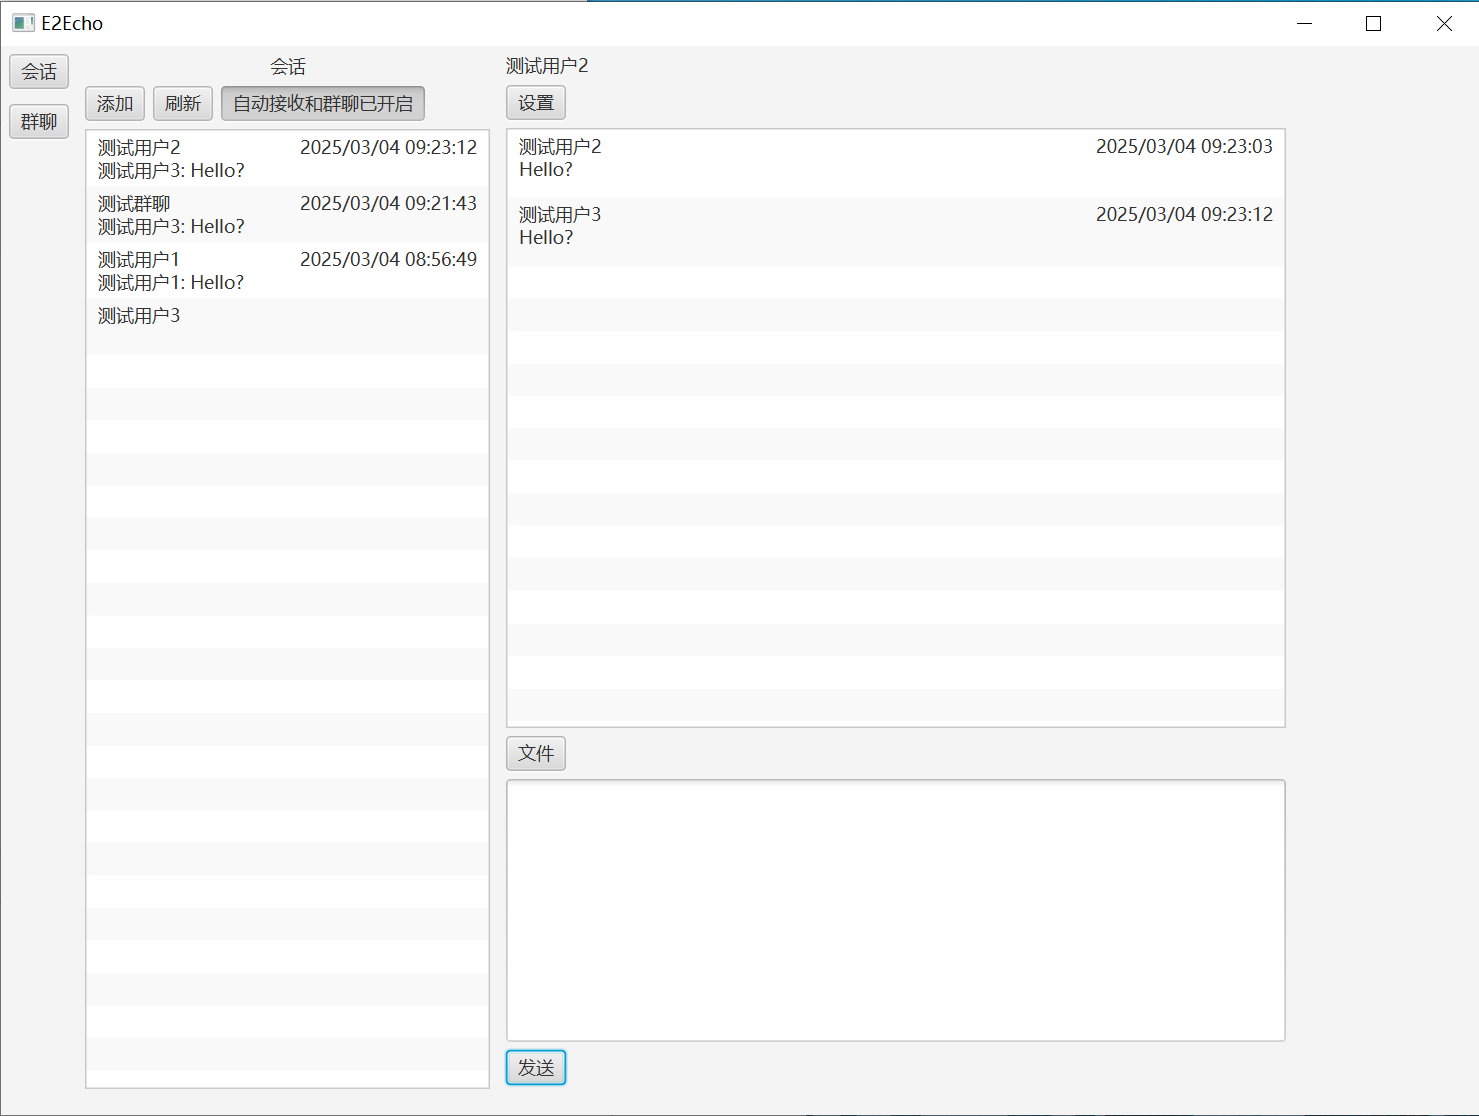 E2Echo
会话
群聊
会话
添加 刷新 自动接收和群聊已开启
测试用户2 2025/03/04 09:23:12
测试用户3: Hello?
测试群聊 2025/03/04 09:21:43
测试用户3: Hello?
测试用户1 2025/03/04 08:56:49
测试用户1: Hello?
测试用户3
测试用户2
设置
测试用户2 2025/03/04 09:23:03
Hello?
测试用户3 2025/03/04 09:23:12
Hello?
文件
发送